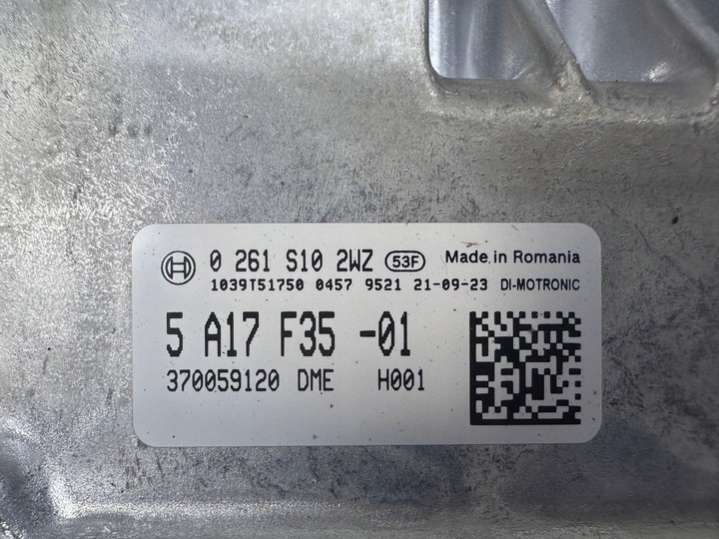 0 261 S10 2WZ 53F Made in Romania
1039T51750 0457 9521 21-09-23 DI-MOTRONIC
5 A17 F35 -01
370059120 DME H001